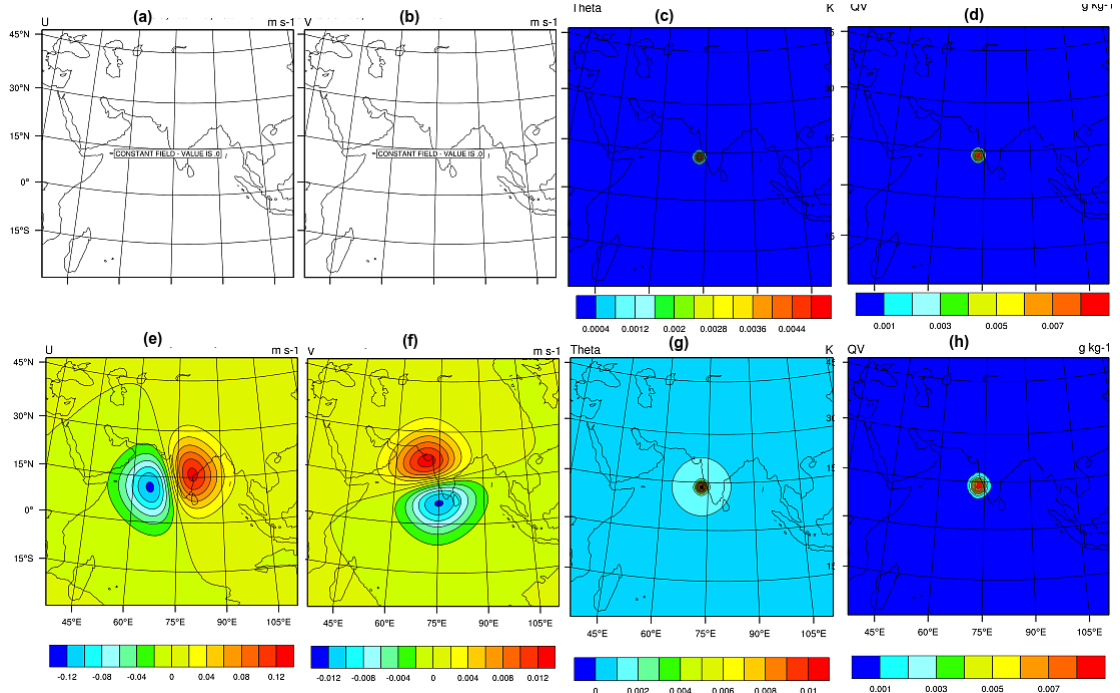 (a) (b) (c) (d)
U m s-1 V m s-1 Theta K QV g kg-1
45°N
30°N
15°N
0°
15°S
CONSTANT FIELD - VALUE IS .0 CONSTANT FIELD - VALUE IS .0
0.0004 0.0012 0.002 0.0028 0.0036 0.0044 0.001 0.003 0.005 0.007
(e) (f) (g) (h)
U m s-1 V m s-1 Theta K QV g kg-1
45°N
30°N 30
15°N 15
0°
15°S
45°E 60°E 75°E 90°E 105°E 45°E 60°E 75°E 90°E 105°E 45°E 60°E 75°E 90°E 105°E 45°E 60°E 75°E 90°E 105°E
-0.12 -0.08 -0.04 0 0.04 0.08 0.12 -0.012 -0.008 -0.004 0 0.004 0.008 0.012 0 0.002 0.004 0.006 0.008 0.01 0.001 0.003 0.005 0.007